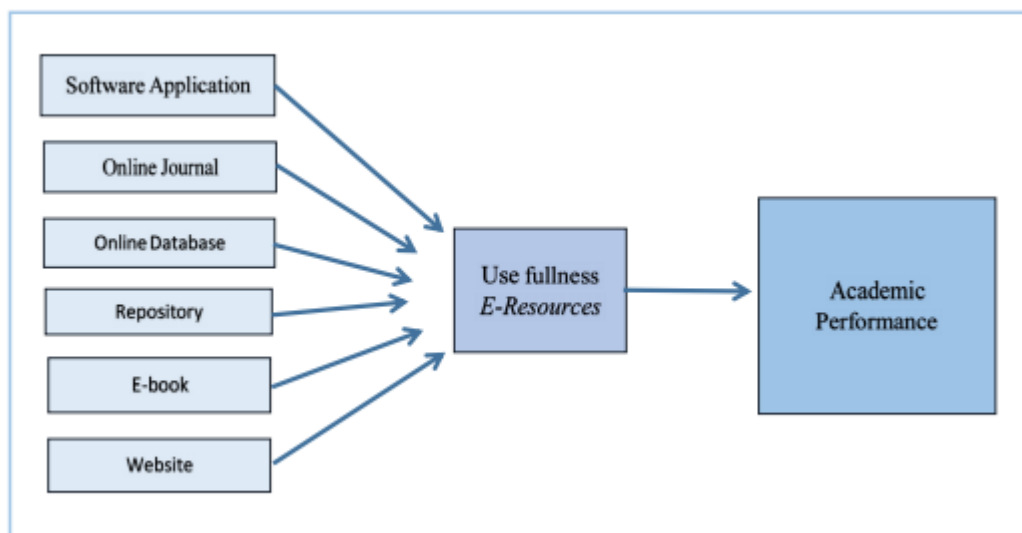 Software Application
Online Journal
Online Database
Repository
E-book
Website
Use fullness
E-Resources
Academic
Performance